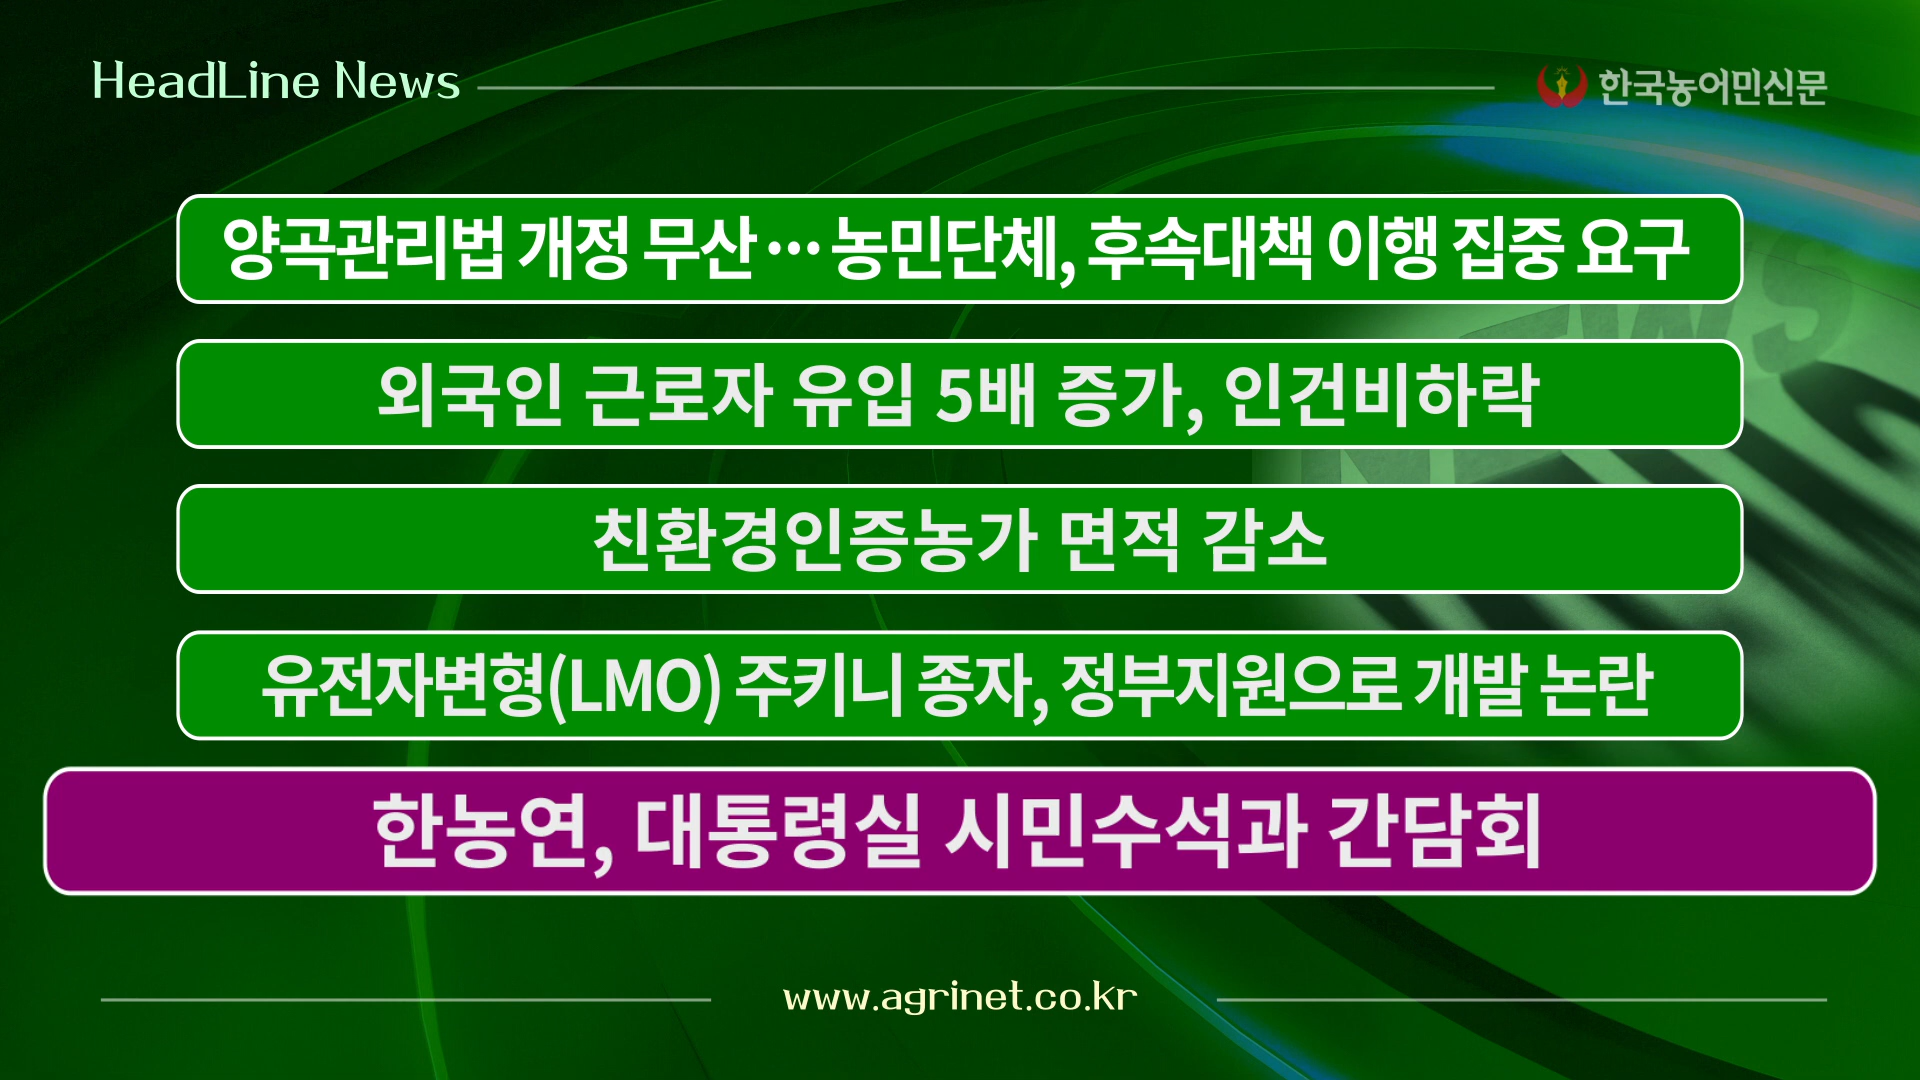 HeadLine News
한국농어민신문
양곡관리법 개정 무산… 농민단체, 후속대책 이행 집중 요구
외국인 근로자 유입 5배 증가, 인건비하락
친환경인증농가 면적 감소
유전자변형(LMO) 주키니 종자, 정부지원으로 개발 논란
한농연, 대통령실 시민수석과 간담회
www.agrinet.co.kr